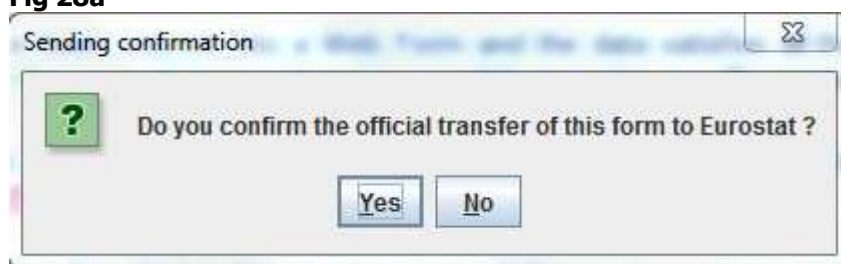 Fig 28a
Sending confirmation
?
Do you confirm the official transfer of this form to Eurostat ?
Yes No